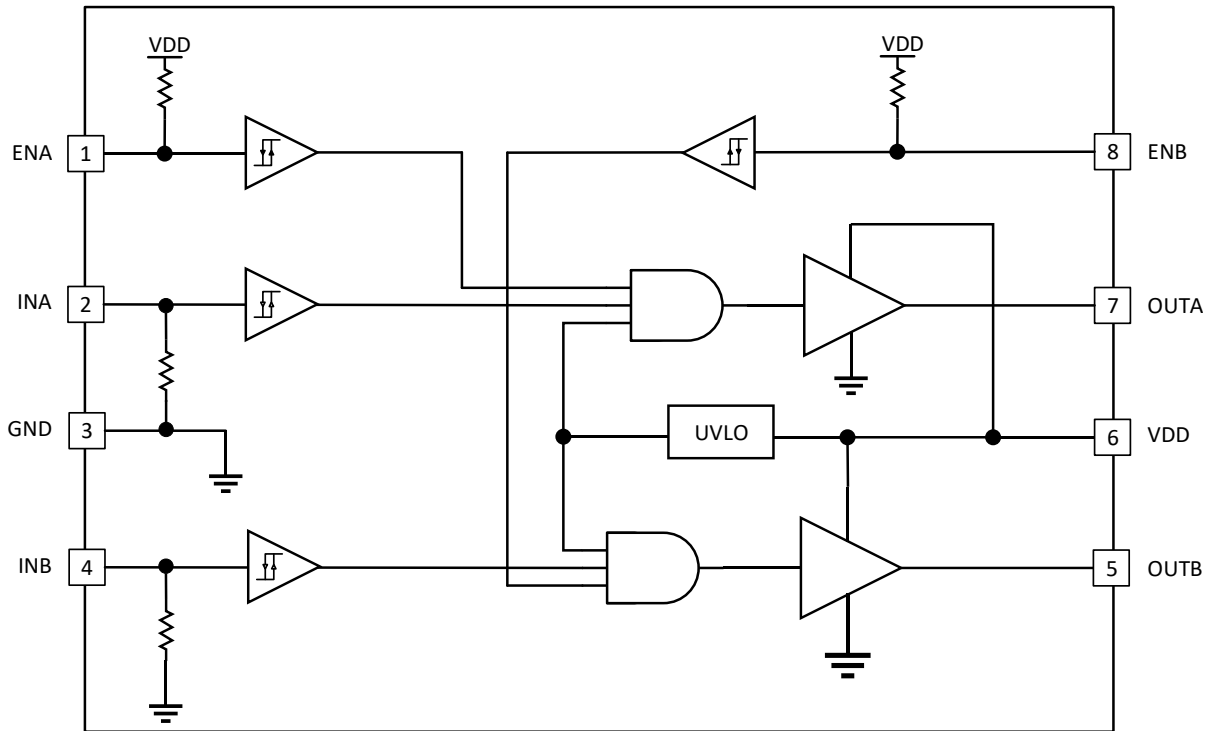 VDD
VDD
ENA 1
8 ENB
INA 2
7 OUTA
GND 3
UVLO
6 VDD
INB 4
5 OUTB